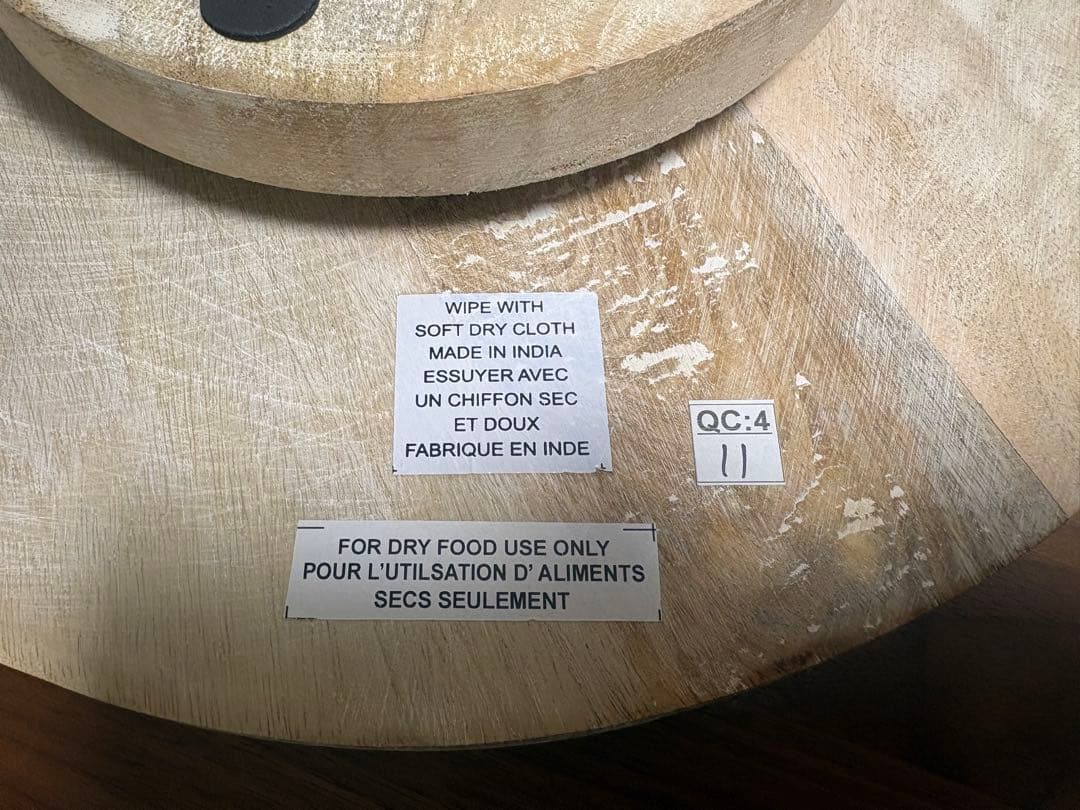 WIPE WITH
SOFT DRY CLOTH
MADE IN INDIA
ESSUYER AVEC
UN CHIFFON SEC
ET DOUX
FABRIQUE EN INDE
QC:4
11
FOR DRY FOOD USE ONLY
POUR L'UTILSATION D' ALIMENTS
SECS SEULEMENT